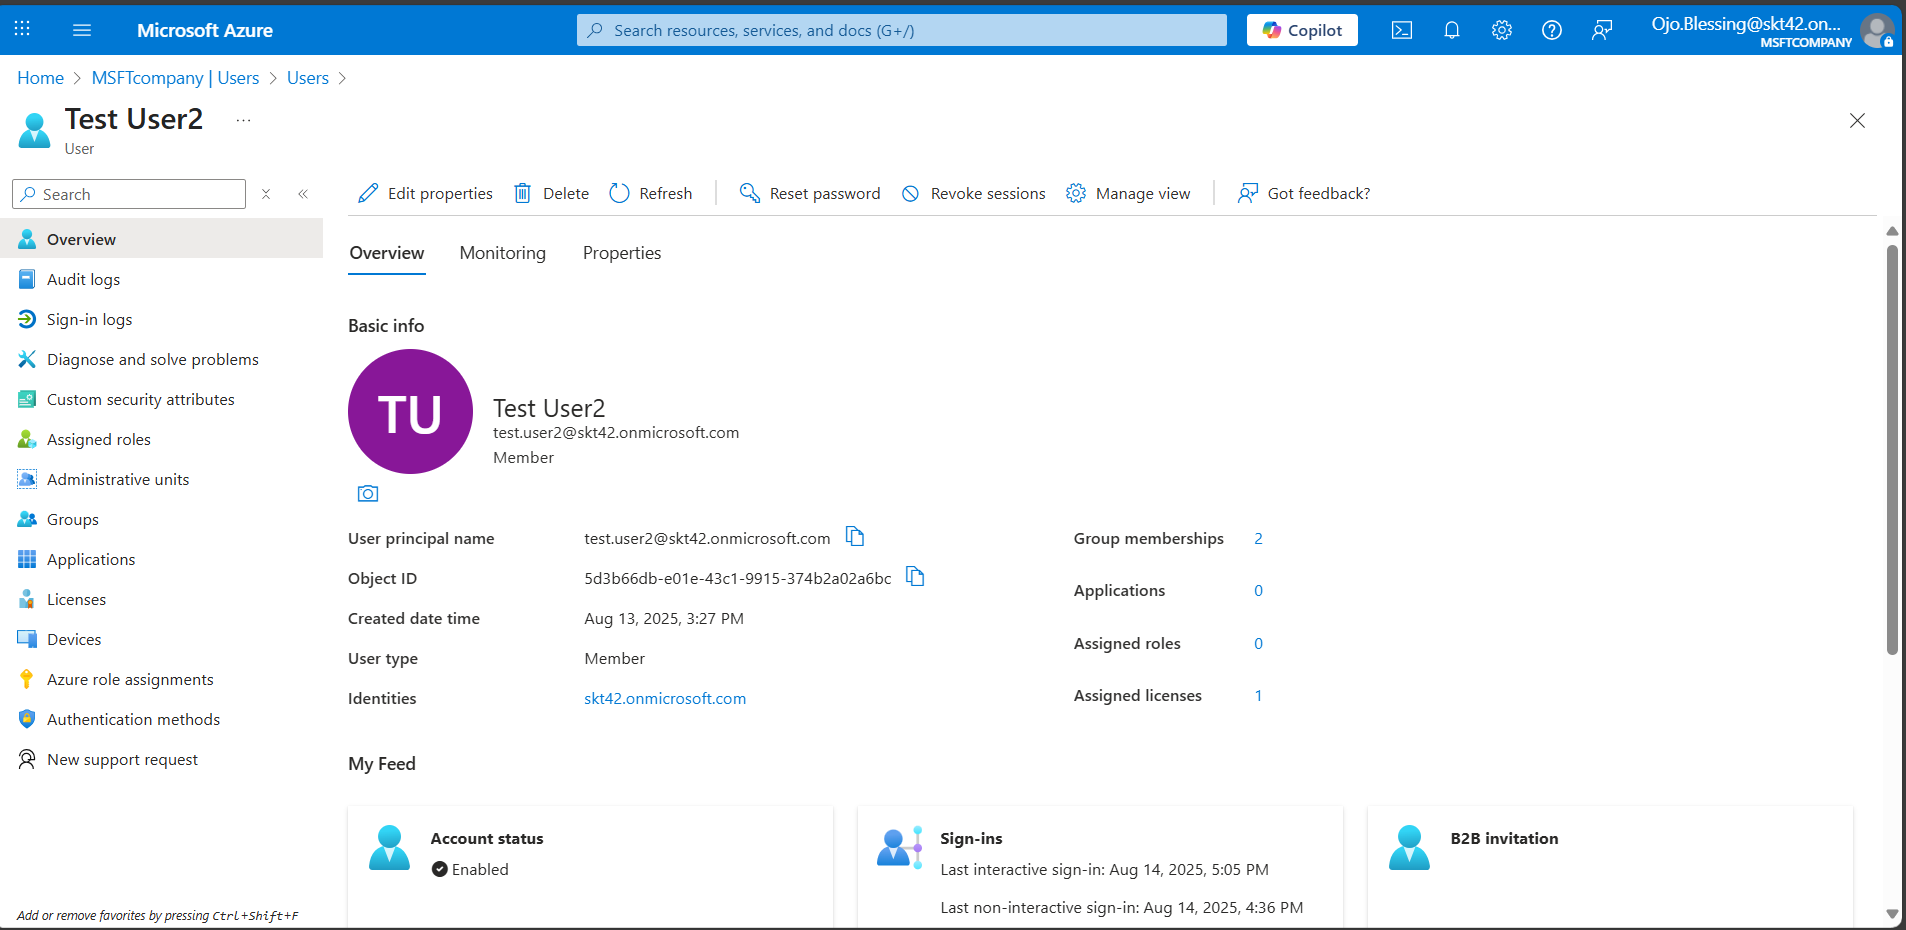 Microsoft Azure
Search resources, services, and docs (G+/)
Copilot
Ojo.Blessing@skt42.on...
MSFTCOMPANY
Home > MSFTcompany | Users > Users >
Test User2 ...
User
Search
Edit properties Delete Refresh Reset password Revoke sessions Manage view Got feedback?
Overview
Audit logs
Sign-in logs
Diagnose and solve problems
Custom security attributes
Assigned roles
Administrative units
Groups
Applications
Licenses
Devices
Azure role assignments
Authentication methods
New support request
Add or remove favorites by pressing Ctrl+Shift+F
Overview Monitoring Properties
Basic info
TU
Test User2
test.user2@skt42.onmicrosoft.com
Member
User principal name test.user2@skt42.onmicrosoft.com
Object ID 5d3b66db-e01e-43c1-9915-374b2a02a6bc
Created date time Aug 13, 2025, 3:27 PM
User type Member
Identities skt42.onmicrosoft.com
Group memberships 2
Applications 0
Assigned roles 0
Assigned licenses 1
My Feed
Account status
Enabled
Sign-ins
Last interactive sign-in: Aug 14, 2025, 5:05 PM
Last non-interactive sign-in: Aug 14, 2025, 4:36 PM
B2B invitation